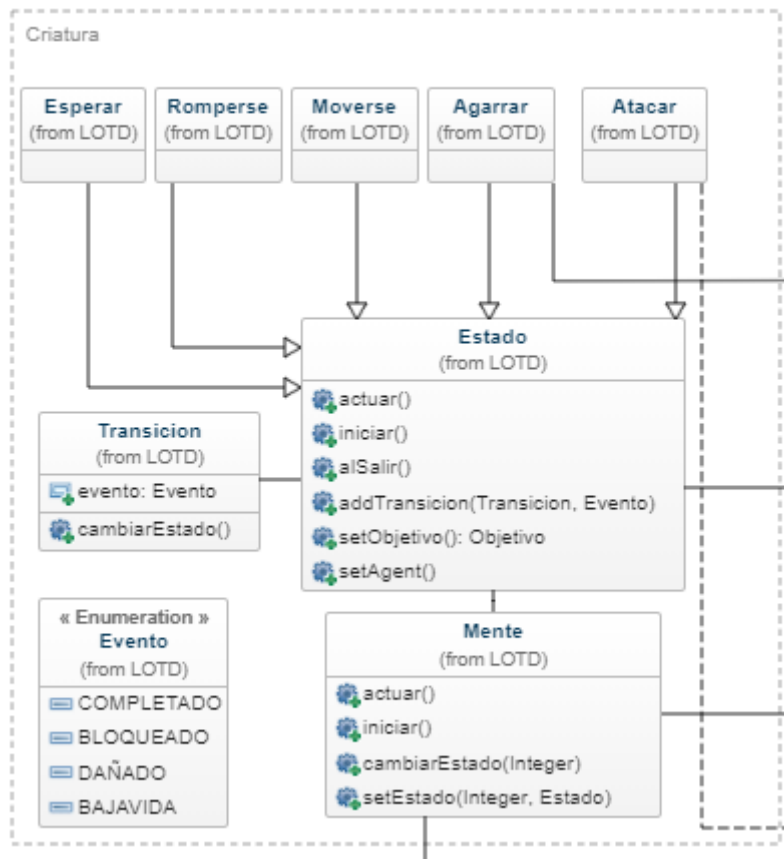 Criatura
Esperar
(from LOTD)
Romperse
(from LOTD)
Moverse
(from LOTD)
Agarrar
(from LOTD)
Atacar
(from LOTD)
Estado
(from LOTD)
actuar()
iniciar()
alSalir()
addTransicion(Transicion, Evento)
setObjetivo(): Objetivo
setAgent()
Transicion
(from LOTD)
evento: Evento
cambiarEstado()
« Enumeration »
Evento
(from LOTD)
COMPLETADO
BLOQUEADO
DAÑADO
BAJAVIDA
Mente
(from LOTD)
actuar()
iniciar()
cambiarEstado(Integer)
setEstado(Integer, Estado)